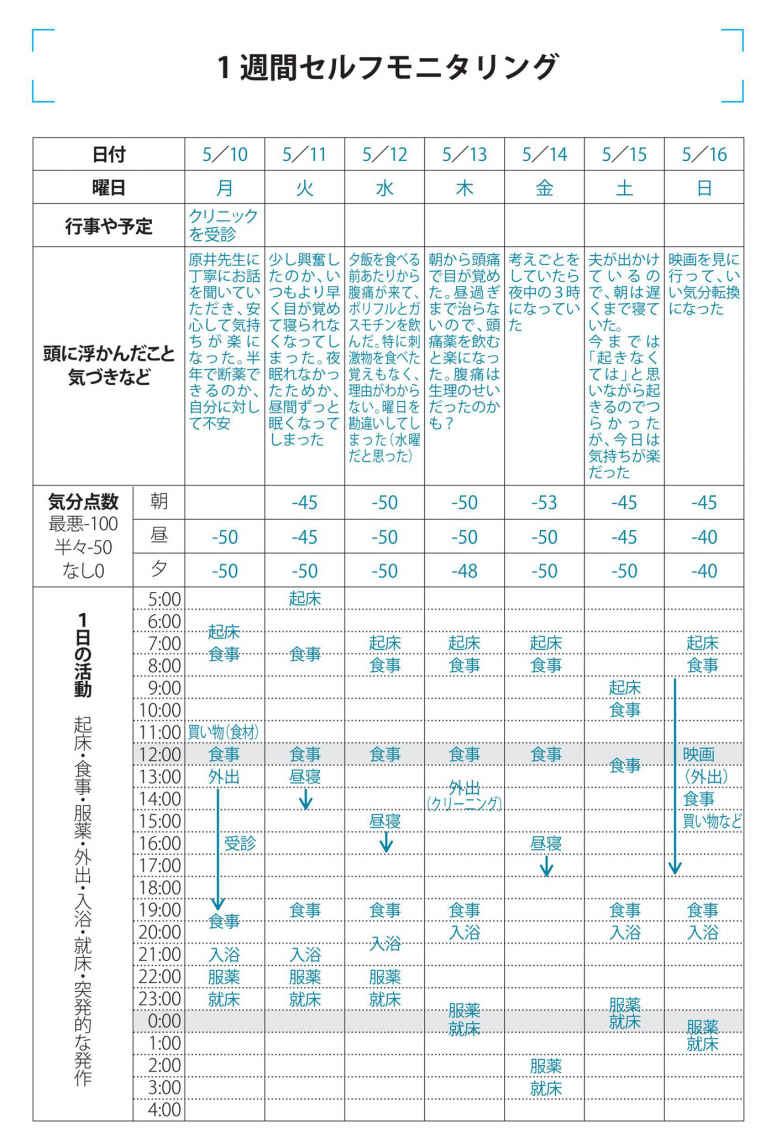 1週間セルフモニタリング
日付 5／10 5／11 5／12 5／13 5／14 5／15 5／16
曜日 月 火 水 木 金 土 日
行事や予定
クリニック
を受診
頭に浮かんだこと
気づきなど
原井先生に
丁寧にお話
を聞いてい
ただき、安
心して気持
ちが楽に
なった。半
年で断薬で
きるのか、
自分に対し
て不安
少し興奮し
たのか、い
つもより早
く目が覚め
て寝られな
くなってし
まった。夜
眠れなかっ
たためか、
昼間ずっと
眠くなって
しまった
夕飯を食べる
前あたりから
腹痛が来て、
ポリフルとガ
スモチンを飲
んだ。特に刺
激物を食べた
覚えもなく、
理由がわから
ない。曜日を
勘違いしてし
まった（水曜
だと思った）
朝から頭痛
で目が覚め
た。昼過ぎ
まで治らな
いので、頭
痛薬を飲む
と楽になっ
た。腹痛は
生理のせい
だったのか
も？
考えごとを
していたら
夜中の3時
になってい
た
夫が出かけ
ているの
で、朝は遅
くまで寝て
いた。
今までは
「起きなく
ては」と思
いながら起
きるのでつ
らかった
が、今日は
気持ちが楽
だった
映画を見に
行って、い
い気分転換
になった
気分点数
最悪-100
半々-50
なし0
朝 -45 -50 -50 -53 -45 -45
昼 -50 -45 -50 -50 -50 -45 -40
夕 -50 -50 -50 -48 -50 -50 -40
1日の活動 起床・食事・服薬・外出・入浴・就床・突発的な発作
5:00 起床
6:00
起床
7:00 起床 起床 起床 起床
8:00 食事 食事 食事 食事 食事 食事
9:00 起床
10:00 食事
11:00 買い物（食材）
12:00 食事 食事 食事 食事 食事 食事 映画
13:00 外出 昼寝 外出 （外出）
14:00 （クリーニング） 食事
15:00 昼寝 買い物など
16:00 受診 昼寝
17:00
18:00
19:00 食事 食事 食事 食事 食事 食事
20:00 入浴 入浴 入浴 入浴
21:00 入浴 入浴
22:00 服薬 服薬 服薬
23:00 就床 就床 就床 服薬 服薬
0:00 就床 就床 服薬
1:00 就床
2:00 服薬
3:00 就床
4:00